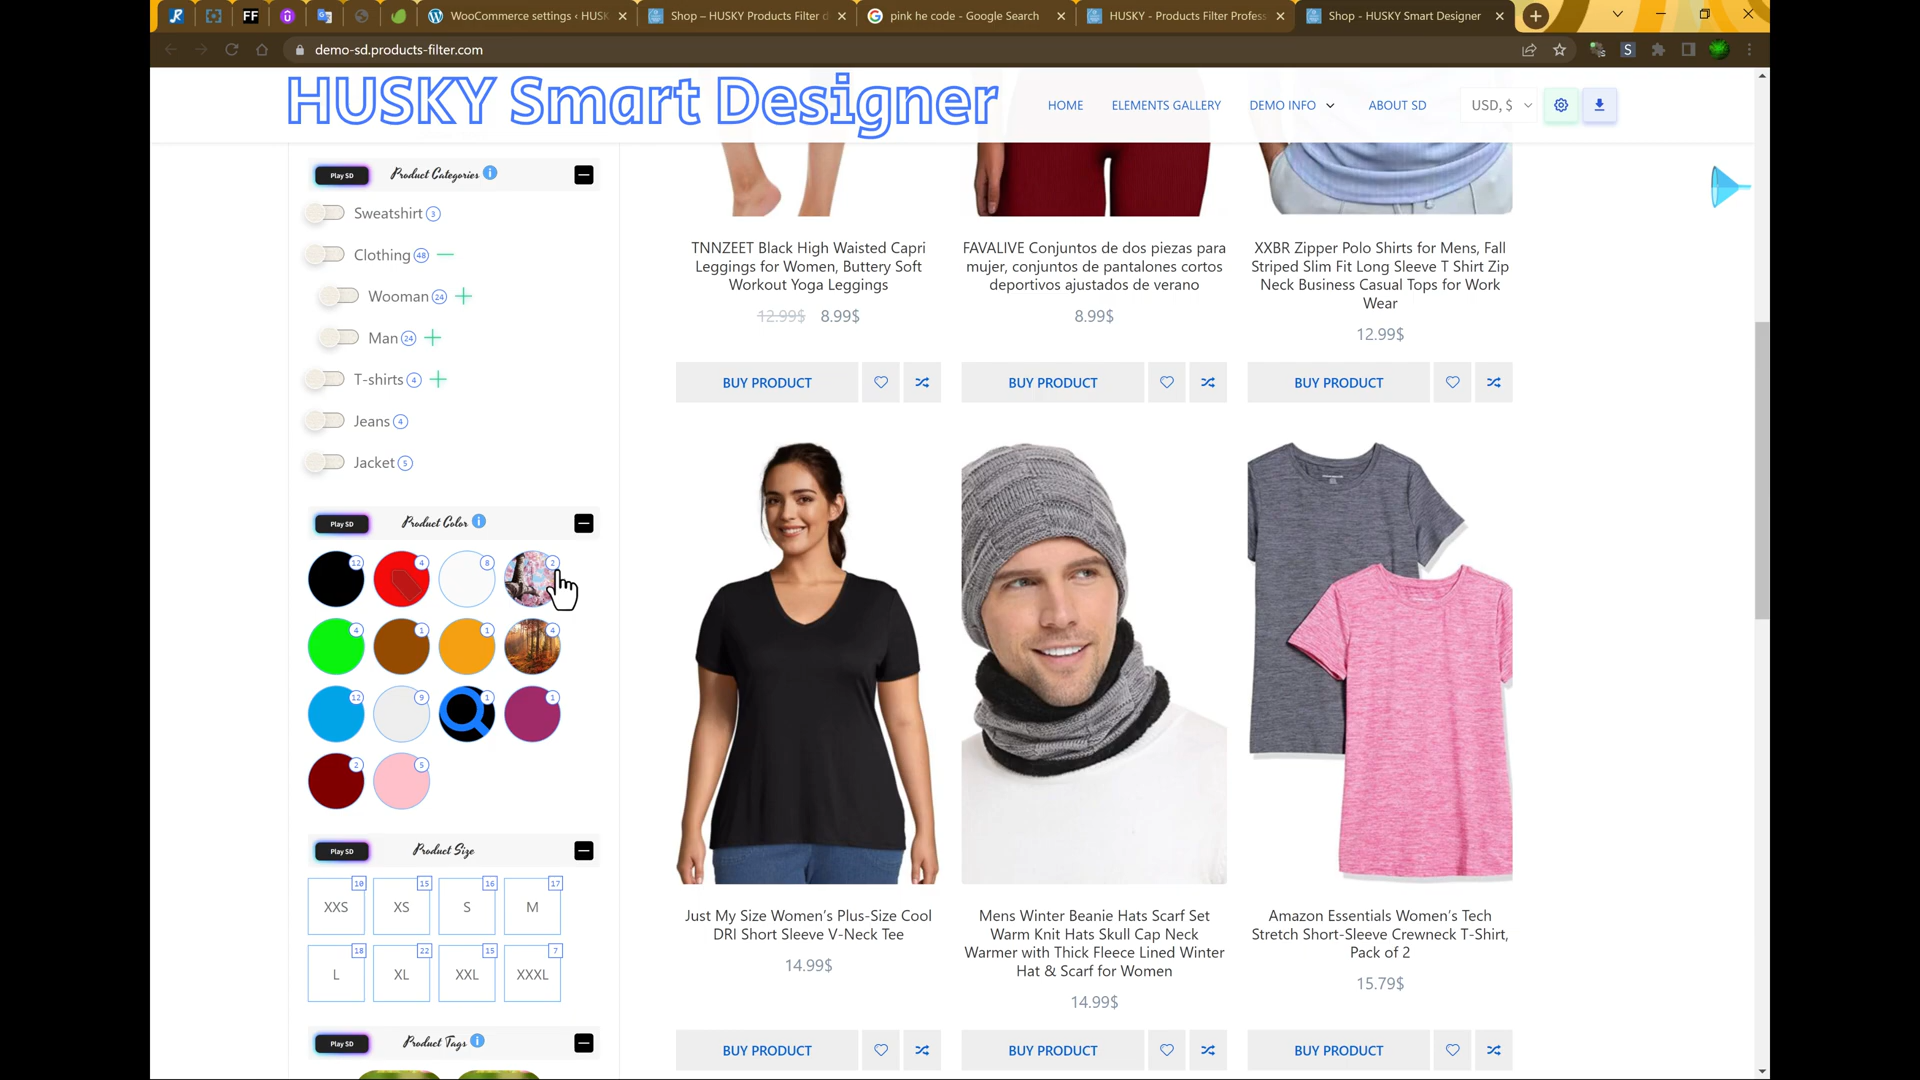 WooCommerce settings ‹ HUSK
Shop – HUSKY Products Filter d
pink he code - Google Search
HUSKY - Products Filter Profess
Shop - HUSKY Smart Designer
demo-sd.products-filter.com
HUSKY Smart Designer
HOME
ELEMENTS GALLERY
DEMO INFO
ABOUT SD
USD, $
Play SD
Product Categories
Sweatshirt 3
Clothing 48
Wooman 24
Man 24
T-shirts 4
Jeans 4
Jacket 5
Play SD
Product Color
12 4 8 2
4 1 1 4
12 9 1 1
2 5
Play SD
Product Size
10 15 16 17
XXS XS S M
18 22 15 7
L XL XXL XXXL
Play SD
Product Tags
TNNZEET Black High Waisted Capri
Leggings for Women, Buttery Soft
Workout Yoga Leggings
12.99$ 8.99$
BUY PRODUCT
FAVALIVE Conjuntos de dos piezas para
mujer, conjuntos de pantalones cortos
deportivos ajustados de verano
8.99$
BUY PRODUCT
XXBR Zipper Polo Shirts for Mens, Fall
Striped Slim Fit Long Sleeve T Shirt Zip
Neck Business Casual Tops for Work
Wear
12.99$
BUY PRODUCT
Just My Size Women’s Plus-Size Cool
DRI Short Sleeve V-Neck Tee
14.99$
BUY PRODUCT
Mens Winter Beanie Hats Scarf Set
Warm Knit Hats Skull Cap Neck
Warmer with Thick Fleece Lined Winter
Hat & Scarf for Women
14.99$
BUY PRODUCT
Amazon Essentials Women’s Tech
Stretch Short-Sleeve Crewneck T-Shirt,
Pack of 2
15.79$
BUY PRODUCT